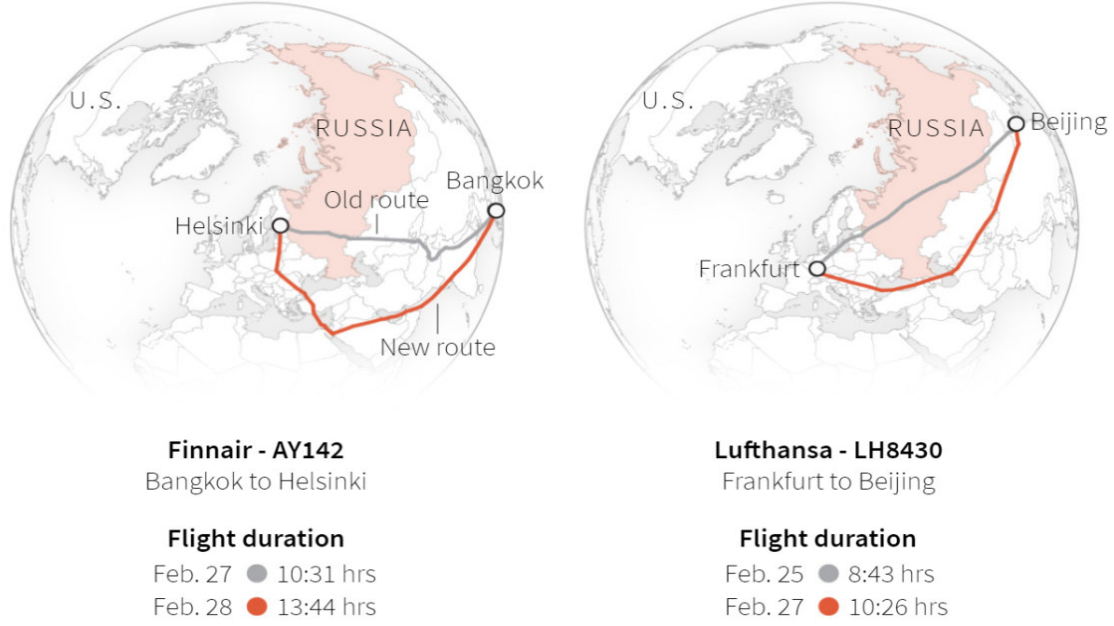 U.S.
RUSSIA
Bangkok
Old route
Helsinki
New route
Finnair - AY142
Bangkok to Helsinki
Flight duration
Feb. 27 10:31 hrs
Feb. 28 13:44 hrs
U.S.
RUSSIA
Beijing
Frankfurt
Lufthansa - LH8430
Frankfurt to Beijing
Flight duration
Feb. 25 8:43 hrs
Feb. 27 10:26 hrs